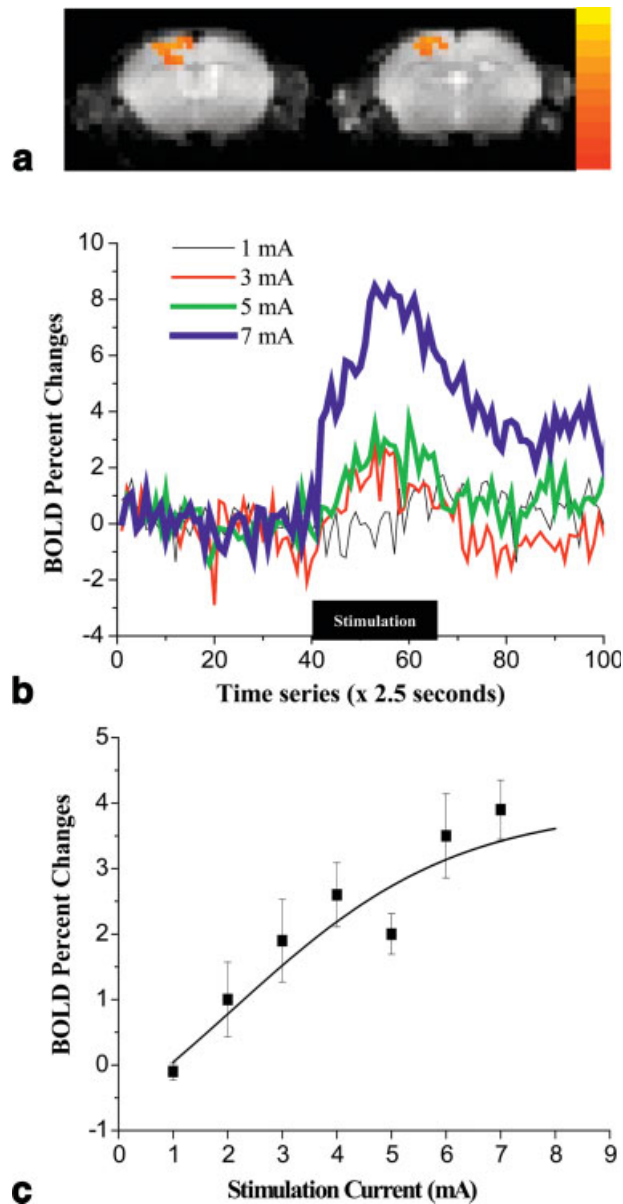 a
10
8
6
4
2
0
-2
-4
BOLD Percent Changes
1 mA
3 mA
5 mA
7 mA
Stimulation
0 20 40 60 80 100
Time series (x 2.5 seconds)
b
5
4
3
2
1
0
-1
BOLD Percent Changes
0 1 2 3 4 5 6 7 8 9
Stimulation Current (mA)
c